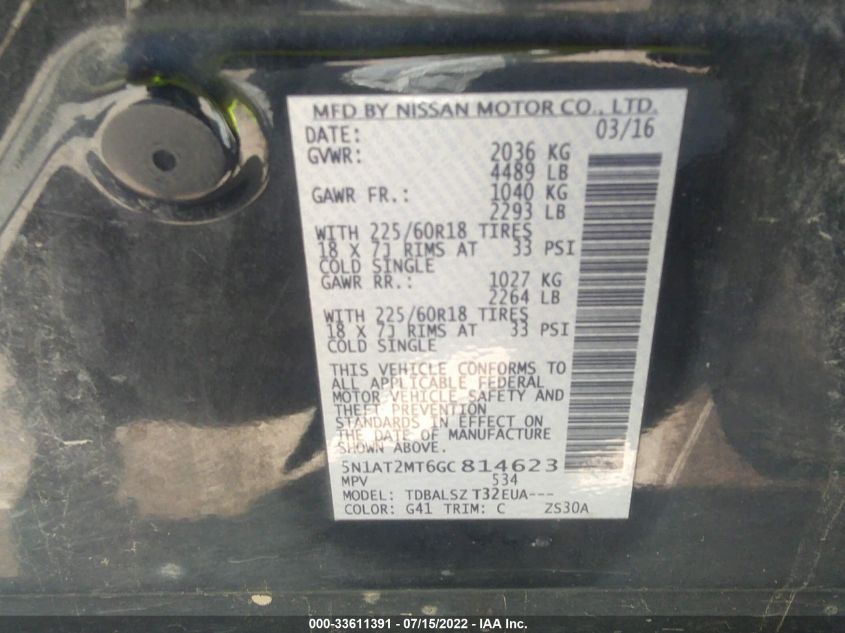 MFD BY NISSAN MOTOR CO., LTD.
DATE: 03/16
GVWR: 2036 KG
4489 LB
GAWR FR.: 1040 KG
2293 LB
WITH 225/60R18 TIRES
18 X 7J RIMS AT 33 PSI
COLD SINGLE
GAWR RR.: 1027 KG
2264 LB
WITH 225/60R18 TIRES
18 X 7J RIMS AT 33 PSI
COLD SINGLE
THIS VEHICLE CONFORMS TO
ALL APPLICABLE FEDERAL
MOTOR VEHICLE SAFETY AND
THEFT PREVENTION
STANDARDS IN EFFECT ON
THE DATE OF MANUFACTURE
SHOWN ABOVE.
5N1AT2MT6GC814623
MPV 534
MODEL: TDBALSZ T32EUA---
COLOR: G41 TRIM: C ZS30A
000-33611391 - 07/15/2022 - IAA Inc.